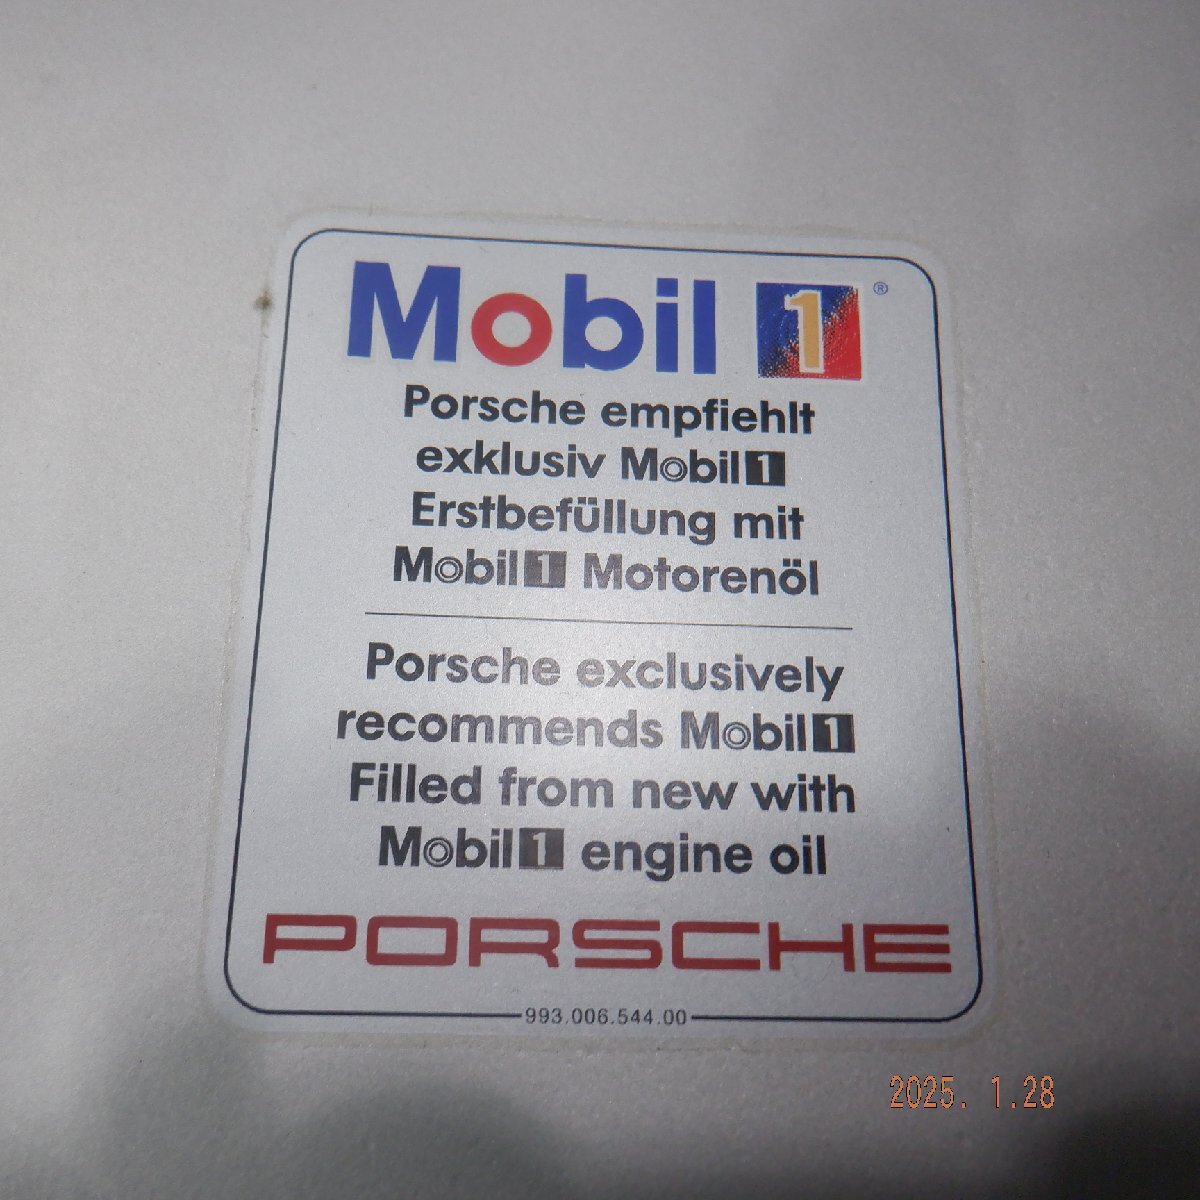 Mobil 1 ®
Porsche empfiehlt
exklusiv Mobil 1
Erstbefüllung mit
Mobil 1 Motorenöl
Porsche exclusively
recommends Mobil 1
Filled from new with
Mobil 1 engine oil
PORSCHE
993.006.544.00
2025. 1.28